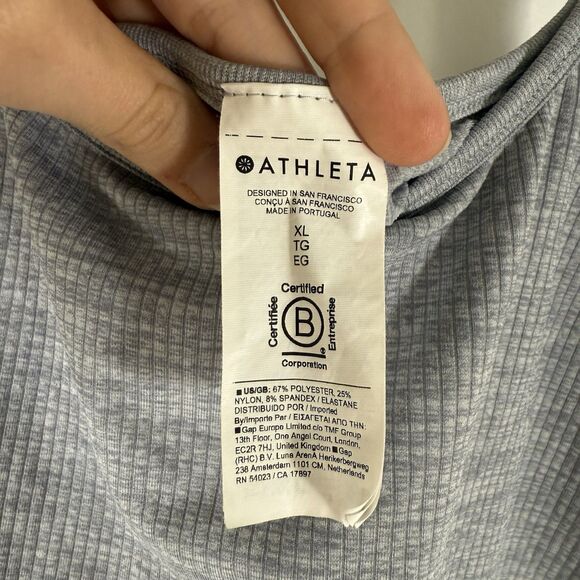 ATHLETA
DESIGNED IN SAN FRANCISCO
CONÇU À SAN FRANCISCO
MADE IN PORTUGAL
XL
TG
EG
Certified
Certifiée
B
Entreprise
®
Corporation
■ US/GB: 67% POLYESTER, 25%
NYLON, 8% SPANDEX / ELASTANE
DISTRIBUIDO POR / Imported
By/Importe Par / ΕΙΣΑΓΕΤΑΙ ΑΠΟ ΤΗΝ:
■ Gap Europe Limited c/o TMF Group
13th Floor, One Angel Court, London,
EC2R 7HJ, United Kingdom ■ Gap
(RHC) B.V. Luna ArenA Herikerbergweg
238 Amsterdam 1101 CM, Netherlands
RN 54023 / CA 17897